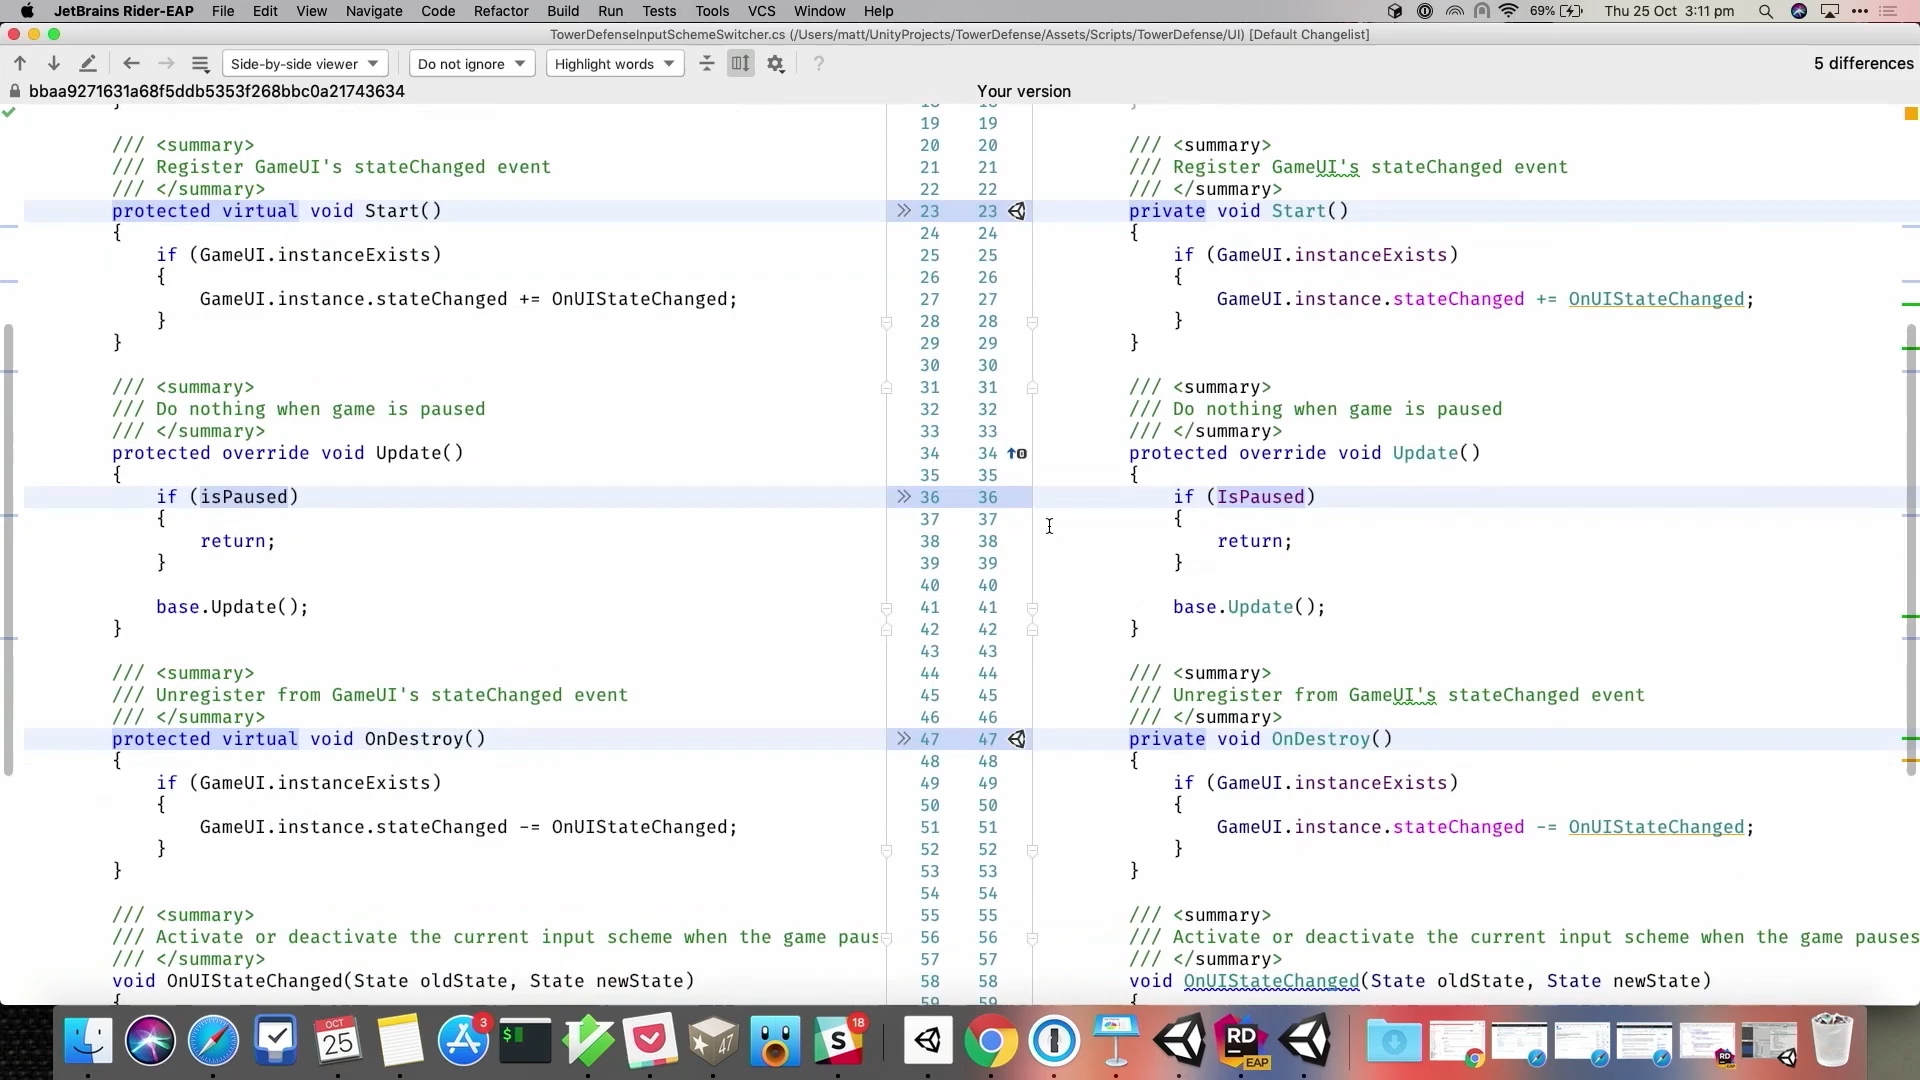 JetBrains Rider-EAP File Edit View Navigate Code Refactor Build Run Tests Tools VCS Window Help 69% Thu 25 Oct 3:11 pm
TowerDefenseInputSchemeSwitcher.cs (/Users/matt/UnityProjects/TowerDefense/Assets/Scripts/TowerDefense/UI) [Default Changelist]
Side-by-side viewer Do not ignore Highlight words ? 5 differences
bbaa9271631a68f5ddb5353f268bbc0a21743634 Your version
} 18 18 }
19 19
/// <summary> 20 20 /// <summary>
/// Register GameUI's stateChanged event 21 21 /// Register GameUI's stateChanged event
/// </summary> 22 22 /// </summary>
protected virtual void Start() 23 23 private void Start()
{ 24 24 {
if (GameUI.instanceExists) 25 25 if (GameUI.instanceExists)
{ 26 26 {
GameUI.instance.stateChanged += OnUIStateChanged; 27 27 GameUI.instance.stateChanged += OnUIStateChanged;
} 28 28 }
} 29 29 }
30 30
/// <summary> 31 31 /// <summary>
/// Do nothing when game is paused 32 32 /// Do nothing when game is paused
/// </summary> 33 33 /// </summary>
protected override void Update() 34 34 protected override void Update()
{ 35 35 {
if (isPaused) 36 36 if (IsPaused)
{ 37 37 {
return; 38 38 return;
} 39 39 }
40 40
base.Update(); 41 41 base.Update();
} 42 42 }
43 43
/// <summary> 44 44 /// <summary>
/// Unregister from GameUI's stateChanged event 45 45 /// Unregister from GameUI's stateChanged event
/// </summary> 46 46 /// </summary>
protected virtual void OnDestroy() 47 47 private void OnDestroy()
{ 48 48 {
if (GameUI.instanceExists) 49 49 if (GameUI.instanceExists)
{ 50 50 {
GameUI.instance.stateChanged -= OnUIStateChanged; 51 51 GameUI.instance.stateChanged -= OnUIStateChanged;
} 52 52 }
} 53 53 }
54 54
/// <summary> 55 55 /// <summary>
/// Activate or deactivate the current input scheme when the game paus 56 56 /// Activate or deactivate the current input scheme when the game pauses
/// </summary> 57 57 /// </summary>
void OnUIStateChanged(State oldState, State newState) 58 58 void OnUIStateChanged(State oldState, State newState)
{ 59 59 {
OCT 25 3 $ 47 18 RD EAP RD